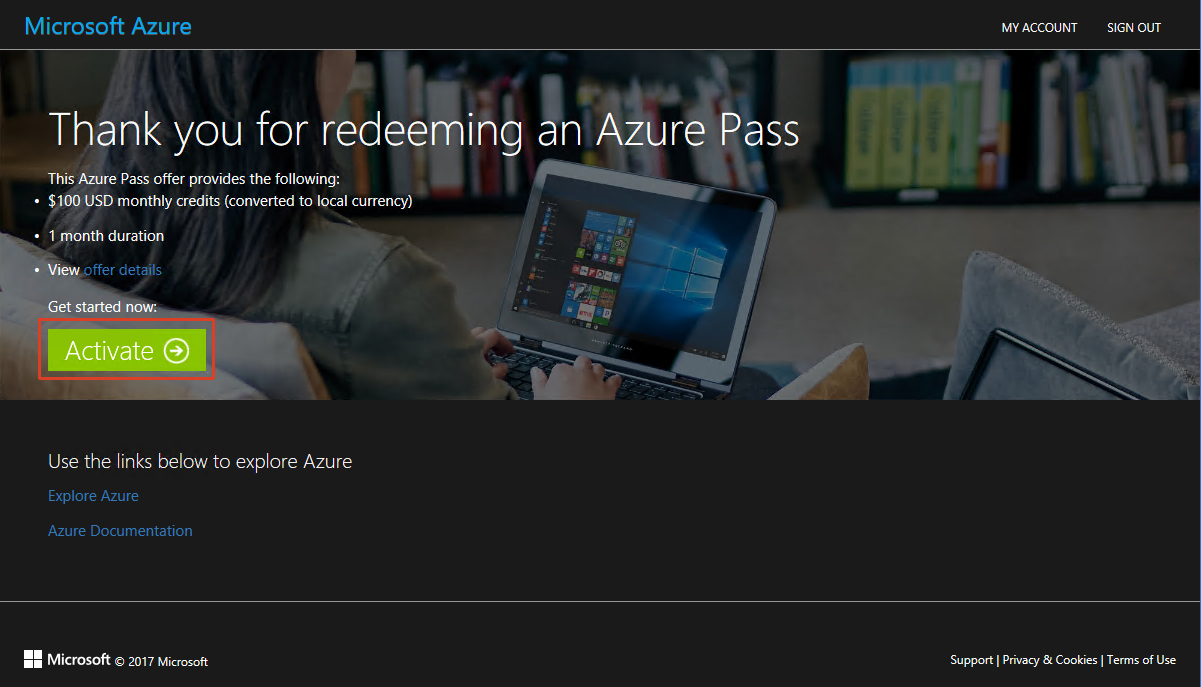 Microsoft Azure
MY ACCOUNT
SIGN OUT
Thank you for redeeming an Azure Pass
This Azure Pass offer provides the following:
• $100 USD monthly credits (converted to local currency)
• 1 month duration
• View offer details
Get started now:
Activate
Use the links below to explore Azure
Explore Azure
Azure Documentation
Microsoft © 2017 Microsoft
Support | Privacy & Cookies | Terms of Use